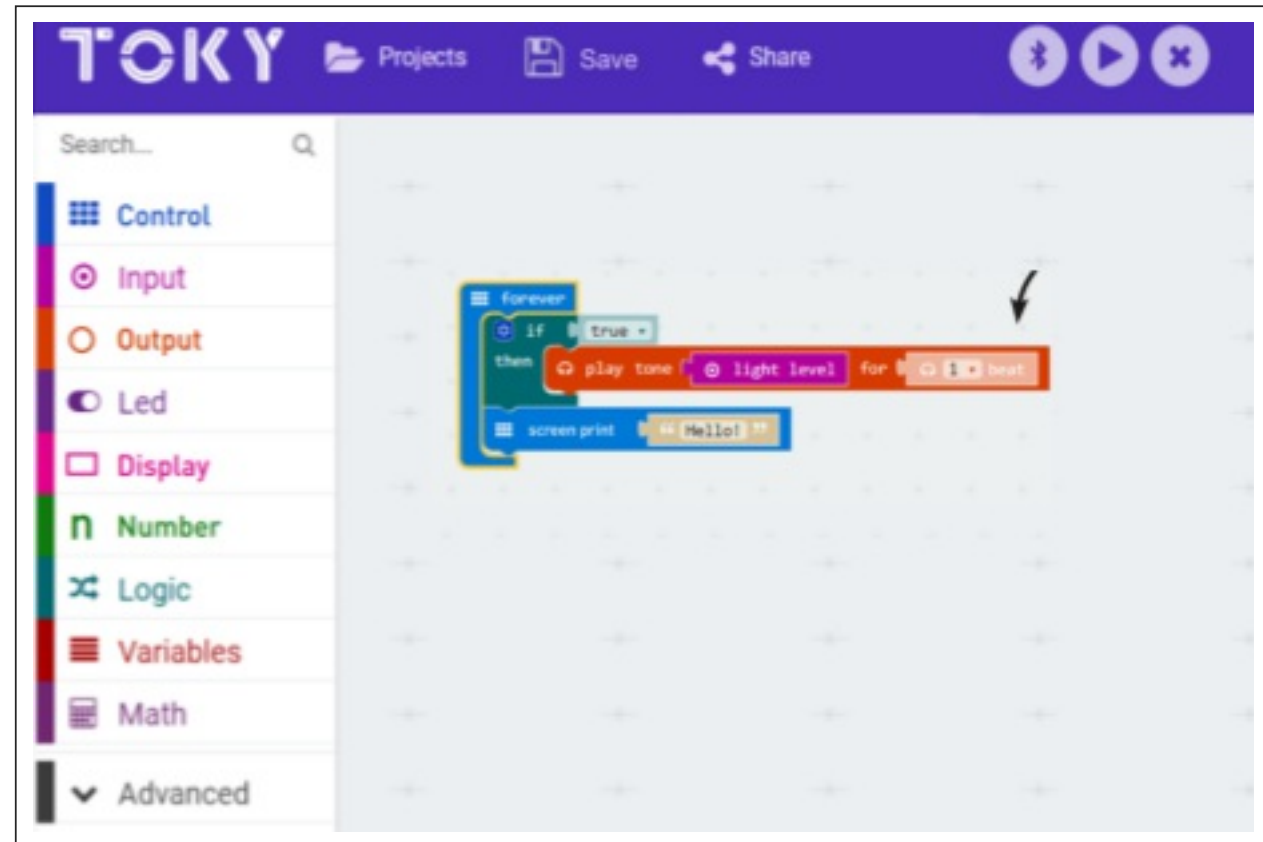 TOKY Projects Save Share
Search...
Control
Input
Output
Led
Display
n Number
Logic
Variables
Math
Advanced
forever
if true
then play tone light level for 1 beat
screen print “ Hello! ”